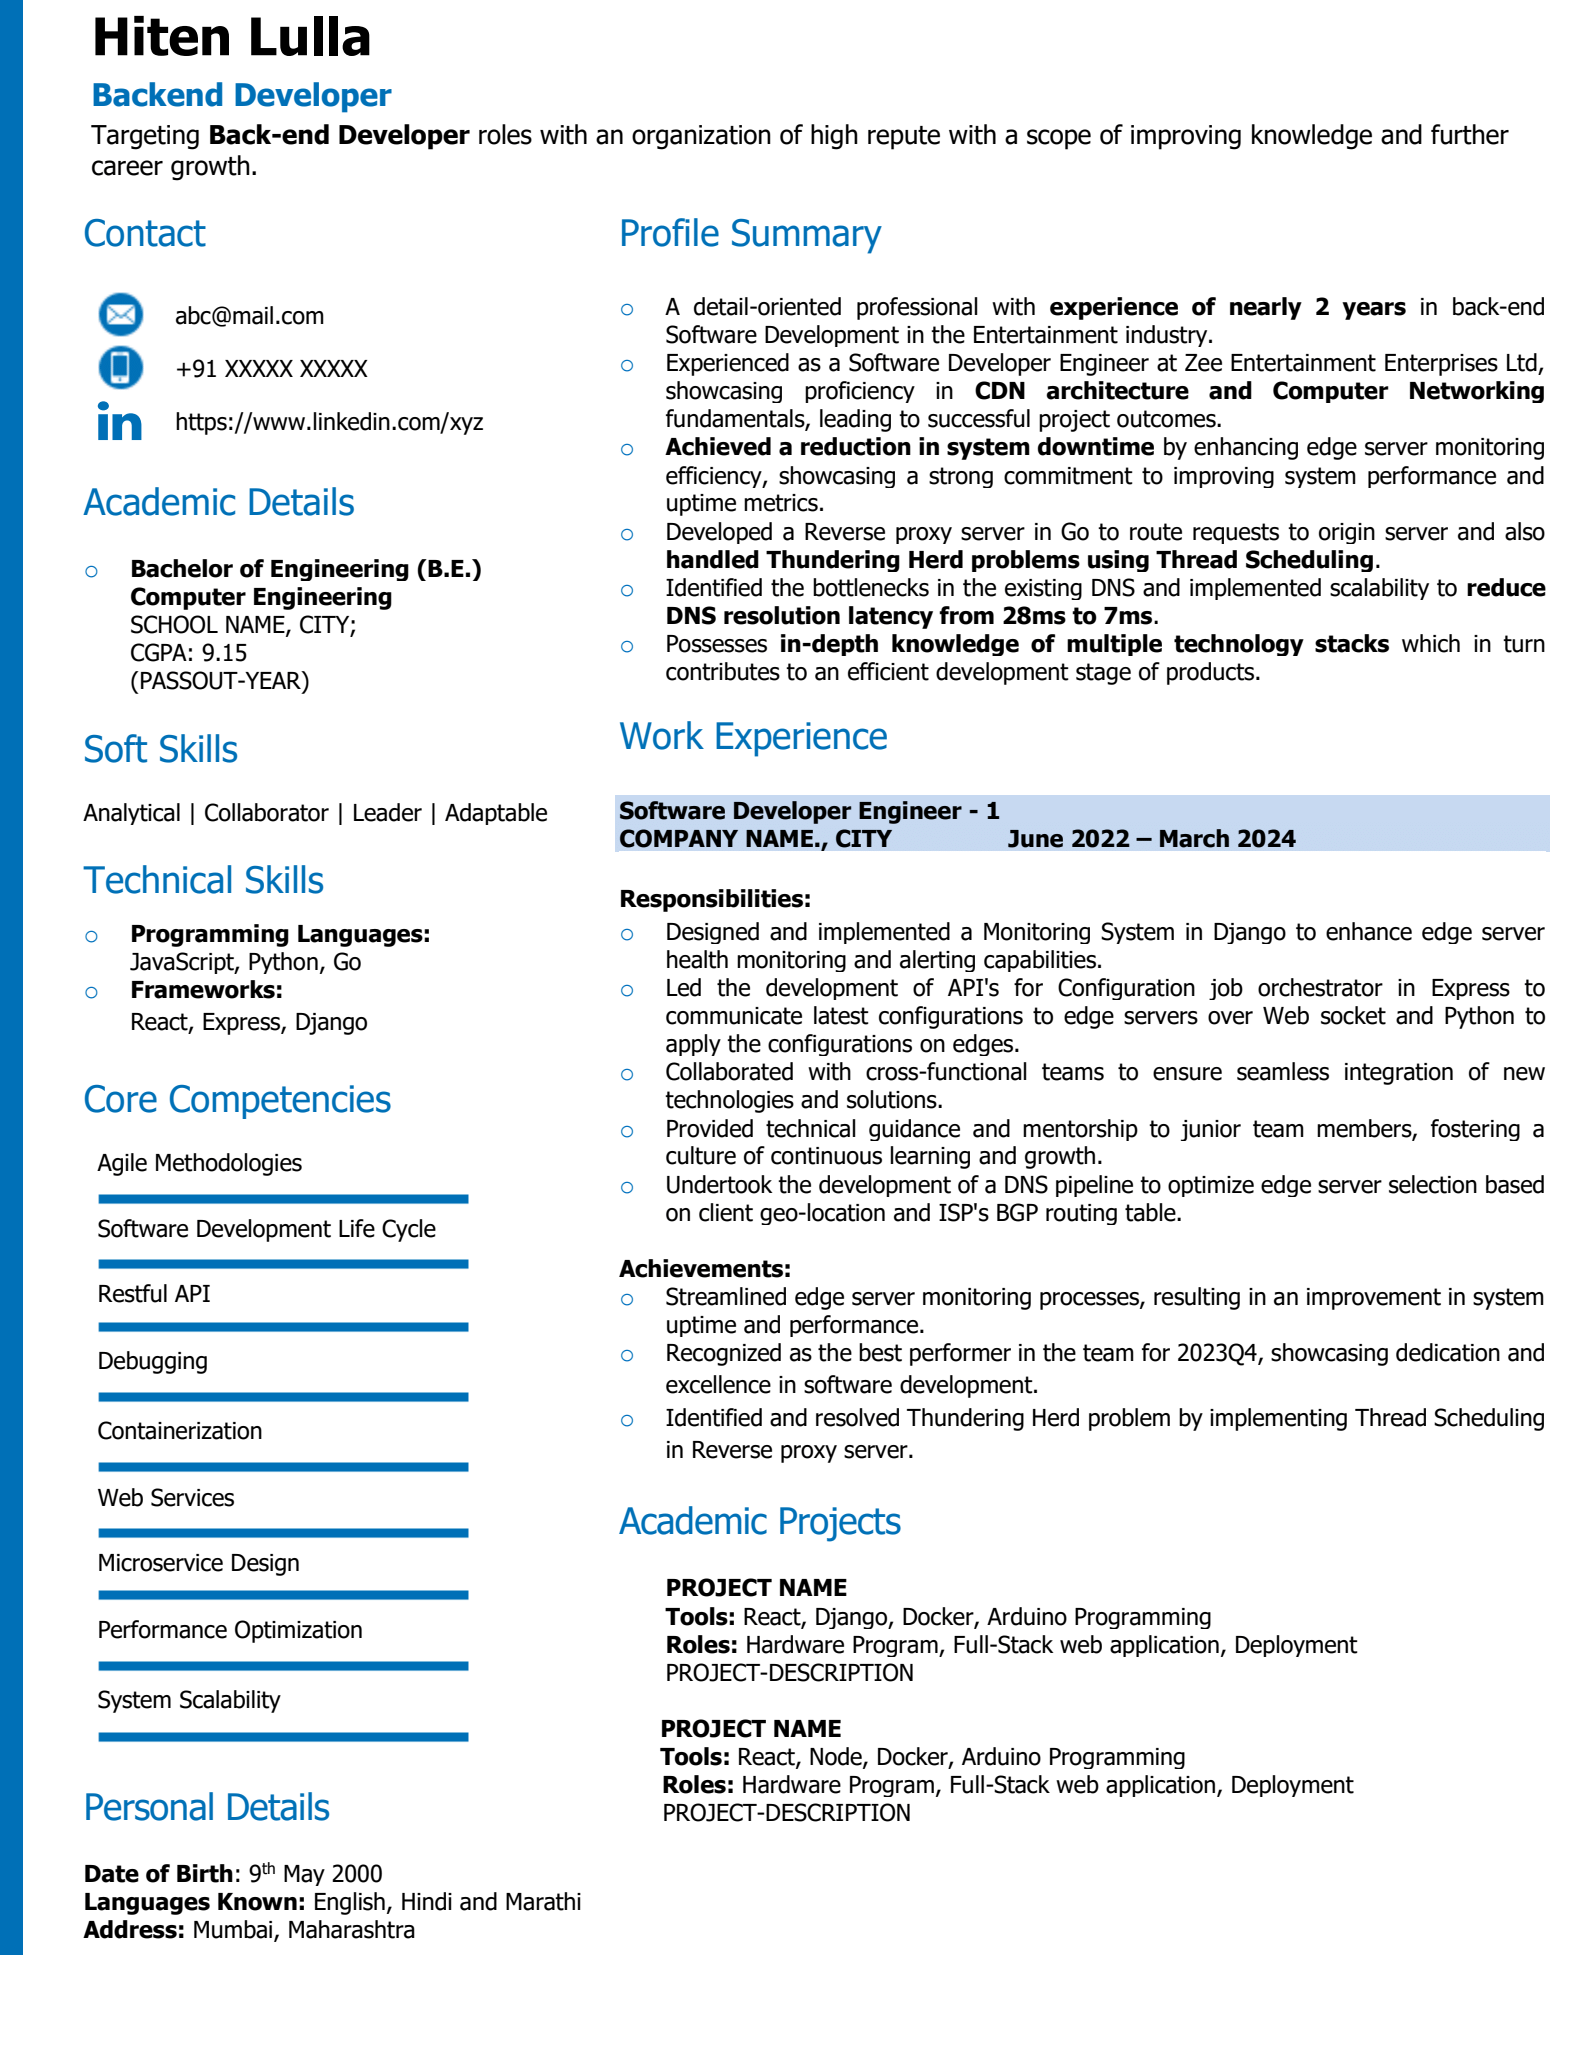 Hiten Lulla
Backend Developer
Targeting Back-end Developer roles with an organization of high repute with a scope of improving knowledge and further
career growth.
Contact
abc@mail.com
+91 XXXXX XXXXX
in https://www.linkedin.com/xyz
Academic Details
o Bachelor of Engineering (B.E.)
Computer Engineering
SCHOOL NAME, CITY;
CGPA: 9.15
(PASSOUT-YEAR)
Soft Skills
Analytical | Collaborator | Leader | Adaptable
Technical Skills
o Programming Languages:
JavaScript, Python, Go
o Frameworks:
React, Express, Django
Core Competencies
Agile Methodologies
Software Development Life Cycle
Restful API
Debugging
Containerization
Web Services
Microservice Design
Performance Optimization
System Scalability
Personal Details
Date of Birth: 9th May 2000
Languages Known: English, Hindi and Marathi
Address: Mumbai, Maharashtra
Profile Summary
o A detail-oriented professional with experience of nearly 2 years in back-end
Software Development in the Entertainment industry.
o Experienced as a Software Developer Engineer at Zee Entertainment Enterprises Ltd,
showcasing proficiency in CDN architecture and Computer Networking
fundamentals, leading to successful project outcomes.
o Achieved a reduction in system downtime by enhancing edge server monitoring
efficiency, showcasing a strong commitment to improving system performance and
uptime metrics.
o Developed a Reverse proxy server in Go to route requests to origin server and also
handled Thundering Herd problems using Thread Scheduling.
o Identified the bottlenecks in the existing DNS and implemented scalability to reduce
DNS resolution latency from 28ms to 7ms.
o Possesses in-depth knowledge of multiple technology stacks which in turn
contributes to an efficient development stage of products.
Work Experience
Software Developer Engineer - 1
COMPANY NAME., CITY June 2022 – March 2024
Responsibilities:
o Designed and implemented a Monitoring System in Django to enhance edge server
health monitoring and alerting capabilities.
o Led the development of API's for Configuration job orchestrator in Express to
communicate latest configurations to edge servers over Web socket and Python to
apply the configurations on edges.
o Collaborated with cross-functional teams to ensure seamless integration of new
technologies and solutions.
o Provided technical guidance and mentorship to junior team members, fostering a
culture of continuous learning and growth.
o Undertook the development of a DNS pipeline to optimize edge server selection based
on client geo-location and ISP's BGP routing table.
Achievements:
o Streamlined edge server monitoring processes, resulting in an improvement in system
uptime and performance.
o Recognized as the best performer in the team for 2023Q4, showcasing dedication and
excellence in software development.
o Identified and resolved Thundering Herd problem by implementing Thread Scheduling
in Reverse proxy server.
Academic Projects
PROJECT NAME
Tools: React, Django, Docker, Arduino Programming
Roles: Hardware Program, Full-Stack web application, Deployment
PROJECT-DESCRIPTION
PROJECT NAME
Tools: React, Node, Docker, Arduino Programming
Roles: Hardware Program, Full-Stack web application, Deployment
PROJECT-DESCRIPTION